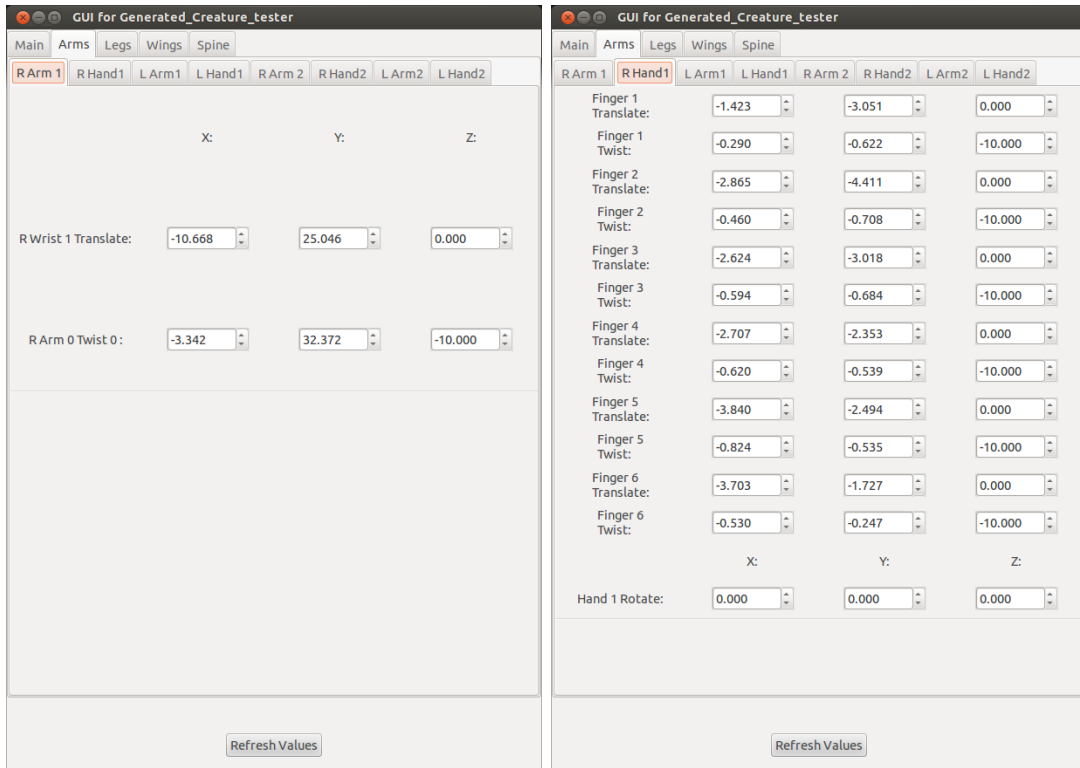 GUI for Generated_Creature_tester
Main Arms Legs Wings Spine
R Arm 1 R Hand1 L Arm1 L Hand1 R Arm 2 R Hand2 L Arm2 L Hand2
X: Y: Z:
R Wrist 1 Translate: -10.668 25.046 0.000
R Arm 0 Twist 0 : -3.342 32.372 -10.000
Refresh Values
GUI for Generated_Creature_tester
Main Arms Legs Wings Spine
R Arm 1 R Hand1 L Arm1 L Hand1 R Arm 2 R Hand2 L Arm2 L Hand2
Finger 1
Translate: -1.423 -3.051 0.000
Finger 1
Twist: -0.290 -0.622 -10.000
Finger 2
Translate: -2.865 -4.411 0.000
Finger 2
Twist: -0.460 -0.708 -10.000
Finger 3
Translate: -2.624 -3.018 0.000
Finger 3
Twist: -0.594 -0.684 -10.000
Finger 4
Translate: -2.707 -2.353 0.000
Finger 4
Twist: -0.620 -0.539 -10.000
Finger 5
Translate: -3.840 -2.494 0.000
Finger 5
Twist: -0.824 -0.535 -10.000
Finger 6
Translate: -3.703 -1.727 0.000
Finger 6
Twist: -0.530 -0.247 -10.000
X: Y: Z:
Hand 1 Rotate: 0.000 0.000 0.000
Refresh Values